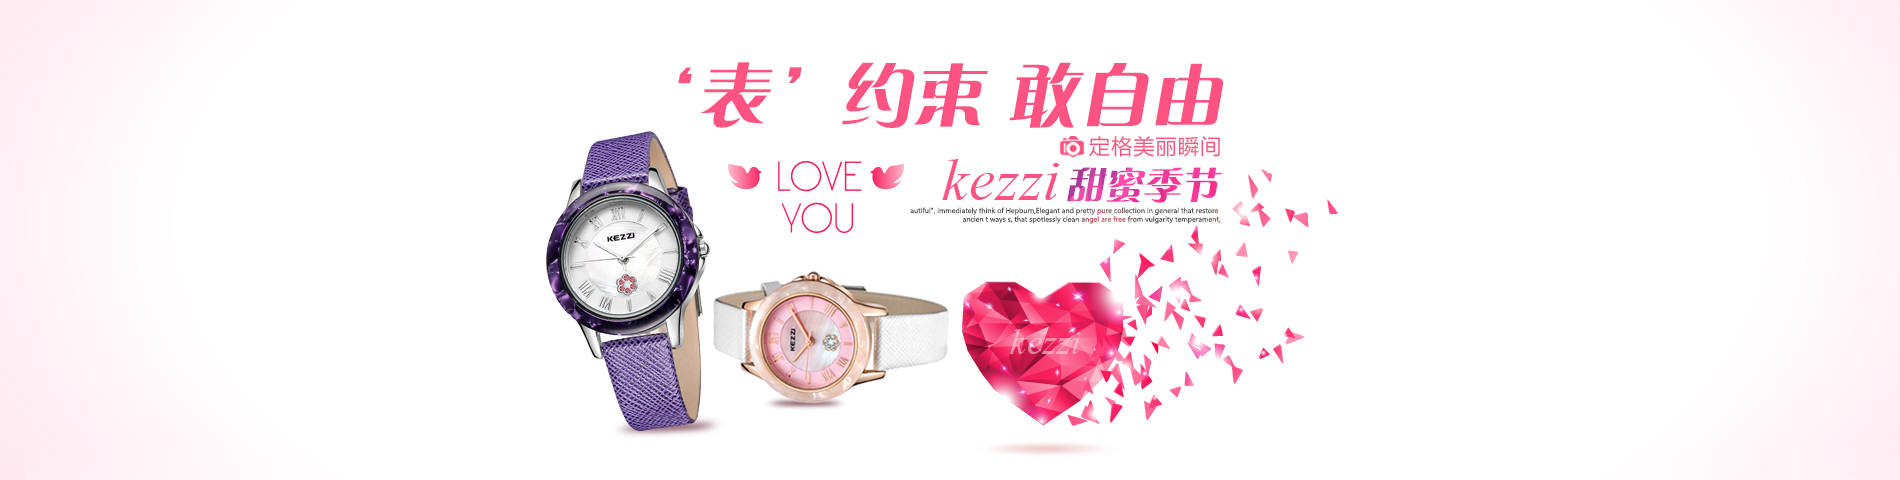 ‘表’ 约束 敢自由
定格美丽瞬间
LOVE
YOU
kezzi 甜蜜季节
autiful", immediately think of Hepburn,Elegant and pretty pure collection in general that restore
ancien t ways s, that spotlessly clean angel are free from vulgarity temperament,
KEZZI
KEZZI
kezzi